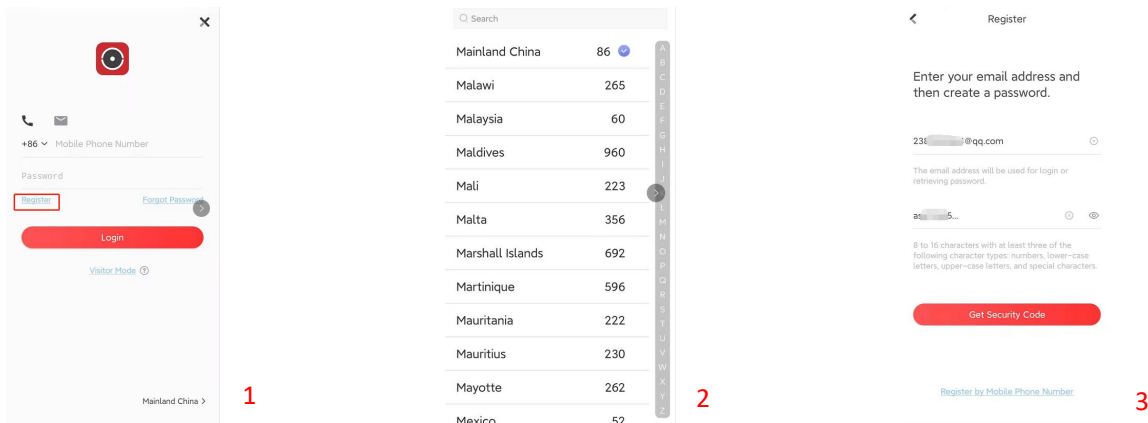 +86 Mobile Phone Number
Password
Register Forgot Password
Login
Visitor Mode
Mainland China >
1
Search
Mainland China 86
Malawi 265
Malaysia 60
Maldives 960
Mali 223
Malta 356
Marshall Islands 692
Martinique 596
Mauritania 222
Mauritius 230
Mayotte 262
Mexico 52
A
B
C
D
E
F
G
H
I
J
L
M
N
O
P
Q
R
S
T
U
V
W
X
Y
Z
2
Register
Enter your email address and
then create a password.
@qq.com
The email address will be used for login or
retrieving password.
8 to 16 characters with at least three of the
following character types: numbers, lower-case
letters, upper-case letters, and special characters.
Get Security Code
Register by Mobile Phone Number
3